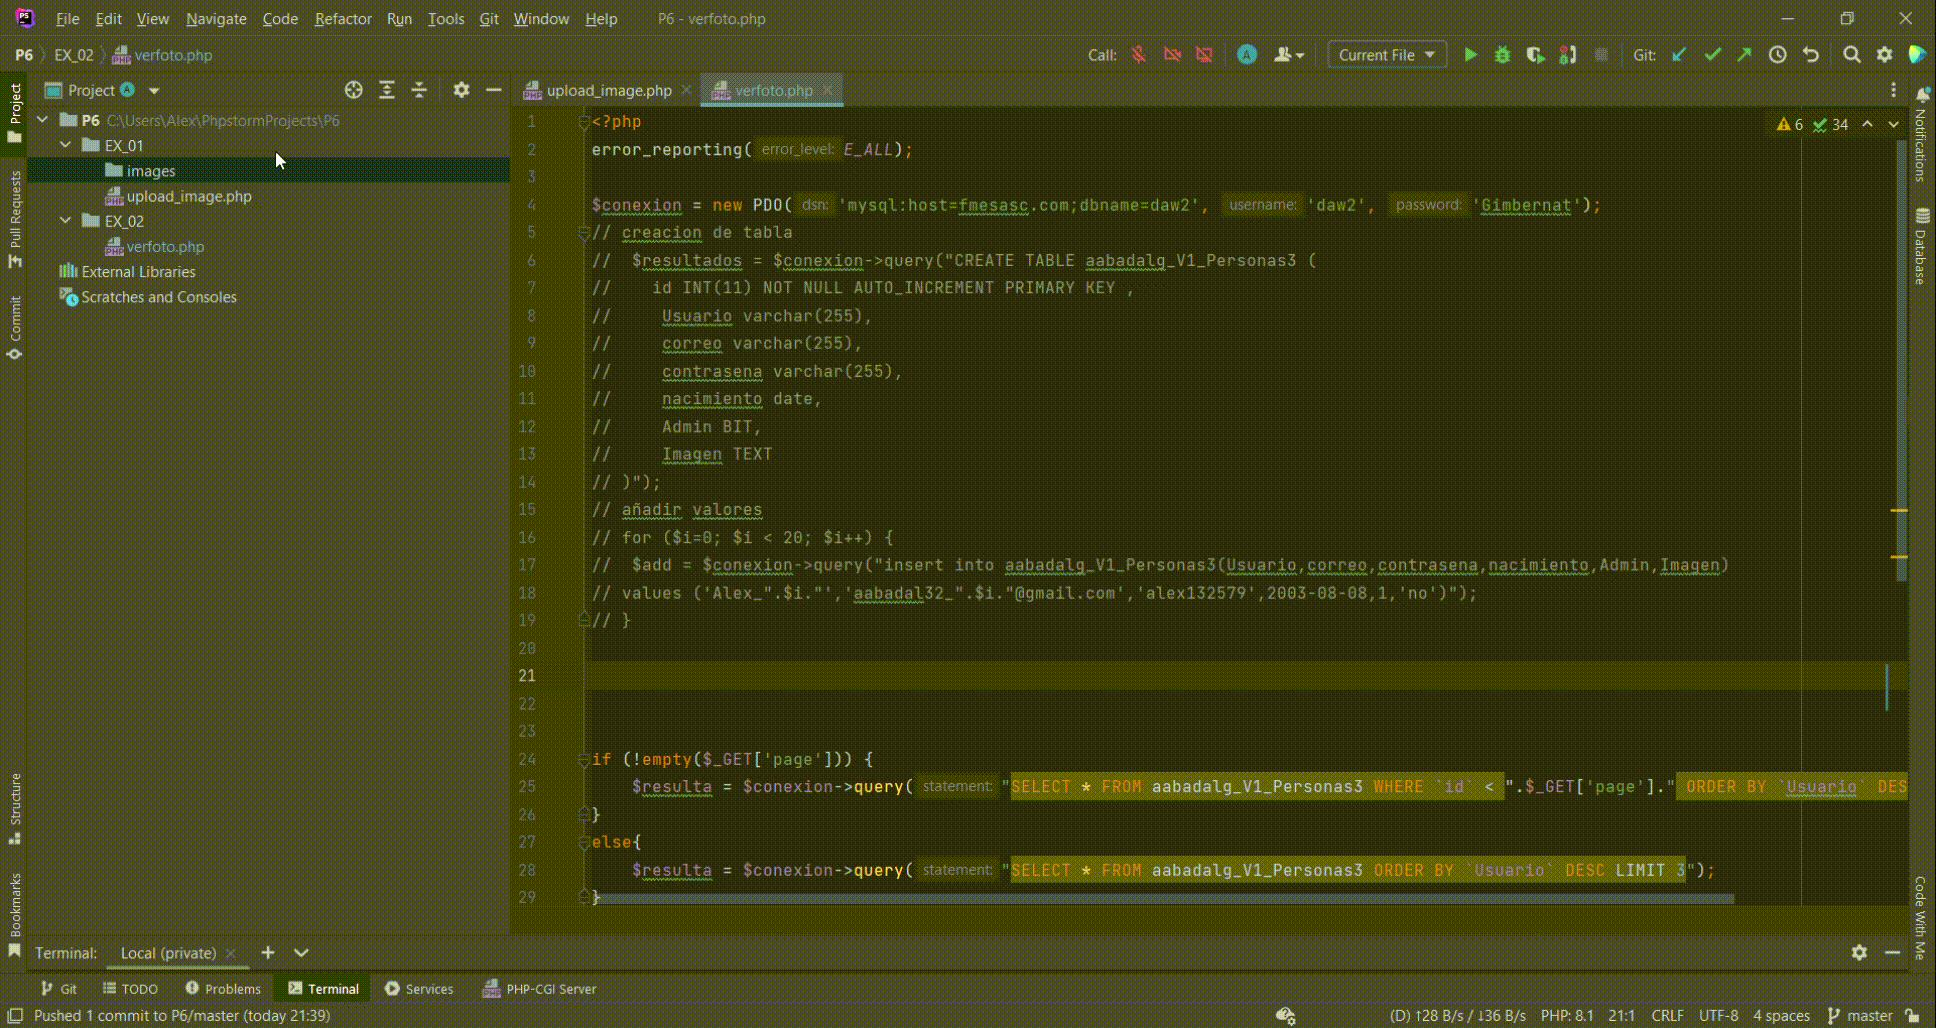 File Edit View Navigate Code Refactor Run Tools Git Window Help P6 - verfoto.php
P6 EX_02 verfoto.php Call: A Current File Git:
Project A upload_image.php verfoto.php
P6 C:\Users\Alex\PhpstormProjects\P6
EX_01
images
upload_image.php
EX_02
verfoto.php
External Libraries
Scratches and Consoles
Project
Pull Requests
Commit
Structure
Bookmarks
6 34
1 <?php
2 error_reporting( error_level: E_ALL);
3
4 $conexion = new PDO( dsn: 'mysql:host=fmesasc.com;dbname=daw2', username: 'daw2', password: 'Gimbernat');
5 // creacion de tabla
6 //  $resultados = $conexion->query("CREATE TABLE aabadalg_V1_Personas3 (
7 //    id INT(11) NOT NULL AUTO_INCREMENT PRIMARY KEY ,
8 //     Usuario varchar(255),
9 //     correo varchar(255),
10 //     contrasena varchar(255),
11 //     nacimiento date,
12 //     Admin BIT,
13 //     Imagen TEXT
14 // )");
15 // añadir valores
16 // for ($i=0; $i < 20; $i++) {
17 //  $add = $conexion->query("insert into aabadalg_V1_Personas3(Usuario,correo,contrasena,nacimiento,Admin,Imagen)
18 // values ('Alex_".$i."','aabadal32_".$i."@gmail.com','alex132579',2003-08-08,1,'no')");
19 // }
20
21
22
23
24 if (!empty($_GET['page'])) {
25     $resulta = $conexion->query( statement: "SELECT * FROM aabadalg_V1_Personas3 WHERE `id` < ".$_GET['page']." ORDER BY `Usuario` DES
26 }
27 else{
28     $resulta = $conexion->query( statement: "SELECT * FROM aabadalg_V1_Personas3 ORDER BY `Usuario` DESC LIMIT 3");
29 }
Notifications
Database
Code With Me
Terminal: Local (private)
Git TODO Problems Terminal Services PHP-CGI Server
Pushed 1 commit to P6/master (today 21:39) (D) ↑28 B/s / ↓36 B/s PHP: 8.1 21:1 CRLF UTF-8 4 spaces master